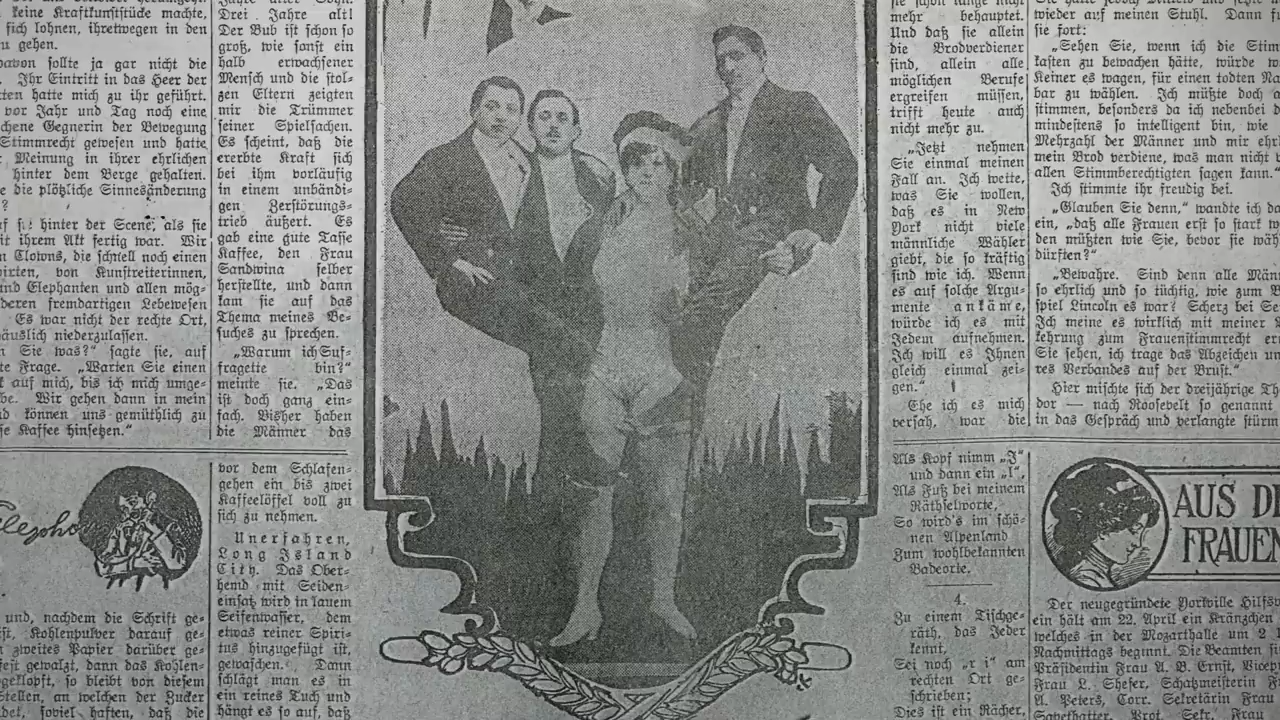 keine Kraftkunststücke machte,
sich lohnen, ihretwegen in den
zu gehen.
davon sollte ja gar nicht die
Ihr Eintritt in das Heer der
hatte mich zu ihr geführt.
vor Jahr und Tag noch eine
Gegnerin der Bewegung
Stimmrecht gewesen und hatte
Meinung in ihrer ehrlichen
hinter dem Berge gehalten.
die plötzliche Sinnesänderung
?
hinter der Scene, als sie
ihrem Akt fertig war. Wir
Clowns, die schnell noch einen
von Kunstreiterinnen,
und Elephanten und allen mög-
deren fremdartigen Lebewesen
Es war nicht der rechte Ort,
häuslich niederzulassen.
Sie was?“ sagte sie, auf
Frage. „Warten Sie einen
auf mich, bis ich mich umge-
be. Wir gehen dann in mein
können uns gemüthlich zu
Kaffee hinsetzen.“
Drei Jahre alt!
Der Bub ist schon so
groß, wie sonst ein
halb erwachsener
Mensch und die stol-
zen Eltern zeigten
mir die Trümmer
seiner Spielsachen.
Es scheint, daß die
ererbte Kraft sich
bei ihm vorläufig
in einem unbändi-
gen Zerstörungs-
trieb äußert. Es
gab eine gute Tasse
Kaffee, den Frau
Sandwina selber
herstellte, und dann
kam sie auf das
Thema meines Be-
suches zu sprechen.
„Warum ich Suf-
fragette bin?“
meinte sie. „Das
ist doch ganz ein-
fach. Bisher haben
die Männer das
sie schon lange nicht
mehr behauptet.
Und daß sie allein
die Brodverdiener
sind, allein alle
möglichen Berufe
ergreifen müssen,
trifft heute auch
nicht mehr zu.
„Jetzt nehmen
Sie einmal meinen
Fall an. Ich wette,
was Sie wollen,
daß es in New
York nicht viele
männliche Wähler
giebt, die so kräftig
sind wie ich. Wenn
es auf solche Argu-
mente ankäme,
würde ich es mit
Jedem aufnehmen.
Ich will es Ihnen
gleich einmal zei-
gen.“
Ehe ich es mich
versah, war die
wieder auf meinen Stuhl. Dann
sie fort:
„Sehen Sie, wenn ich die
kasten zu bewachen hätte, würde
Keiner es wagen, für einen todten
bar zu wählen. Ich müßte doch
stimmen, besonders da ich nebenbei
mindestens so intelligent bin, wie
Mehrzahl der Männer und mir
mein Brod verdiene, was man nicht
allen Stimmberechtigten sagen kann.“
Ich stimmte ihr freudig bei.
„Glauben Sie denn,“ wandte ich
ein, „daß alle Frauen erst so stark
den müßten wie Sie, bevor sie
dürften?“
„Bewahre. Sind denn alle
so ehrlich und so tüchtig, wie zum
spiel Lincoln es war? Scherz bei
Ich meine es wirklich mit meiner
kehrung zum Frauenstimmrecht
Sie sehen, ich trage das Abzeichen
res Verbandes auf der Brust.“
Hier mischte sich der dreijährige
dor — nach Roosevelt so genannt
in das Gespräch und verlangte
und, nachdem die Schrift ge-
ist, Kohlenpulver darauf ge-
zweites Papier darüber ge-
fest gewalzt, dann das Kohlen-
geklopft, so bleibt von diesem
Stellen, an welchen der Zucker
det, soviel haften, daß die
vor dem Schlafen-
gehen ein bis zwei
Kaffeelöffel voll zu
sich zu nehmen.
Unerfahren,
Long Island
City. Das Ober-
hemd mit Seiden-
einsatz wird in lauem
Seifenwasser, dem
etwas reiner Spiri-
tus hinzugefügt ist,
gewaschen. Dann
schlägt man es in
ein reines Tuch und
hängt es so auf, daß
Als Kopf nimm „J“
und dann ein „l“,
Als Fuß bei meinem
Räthselworte,
So wird's im schö-
nen Alpenland
Zum wohlbekannten
Badeorte.
4.
Zu einem Tischge-
räth, das Jeder
kennt,
Sei noch „ri“ am
rechten Ort ge-
schrieben;
Dies ist ein Rächer,
AUS
FRAUEN
Der neugegründete Yorkville
ein hält am 22. April ein Kränzchen
welches in der Mozarthalle um 2
Nachmittags beginnt. Die Beamten
Präsidentin Frau A. B. Ernst,
Frau L. Shefer, Schatzmeisterin
A. Peters, Corr. Sekretärin Frau
Prot. Sekr. Frau